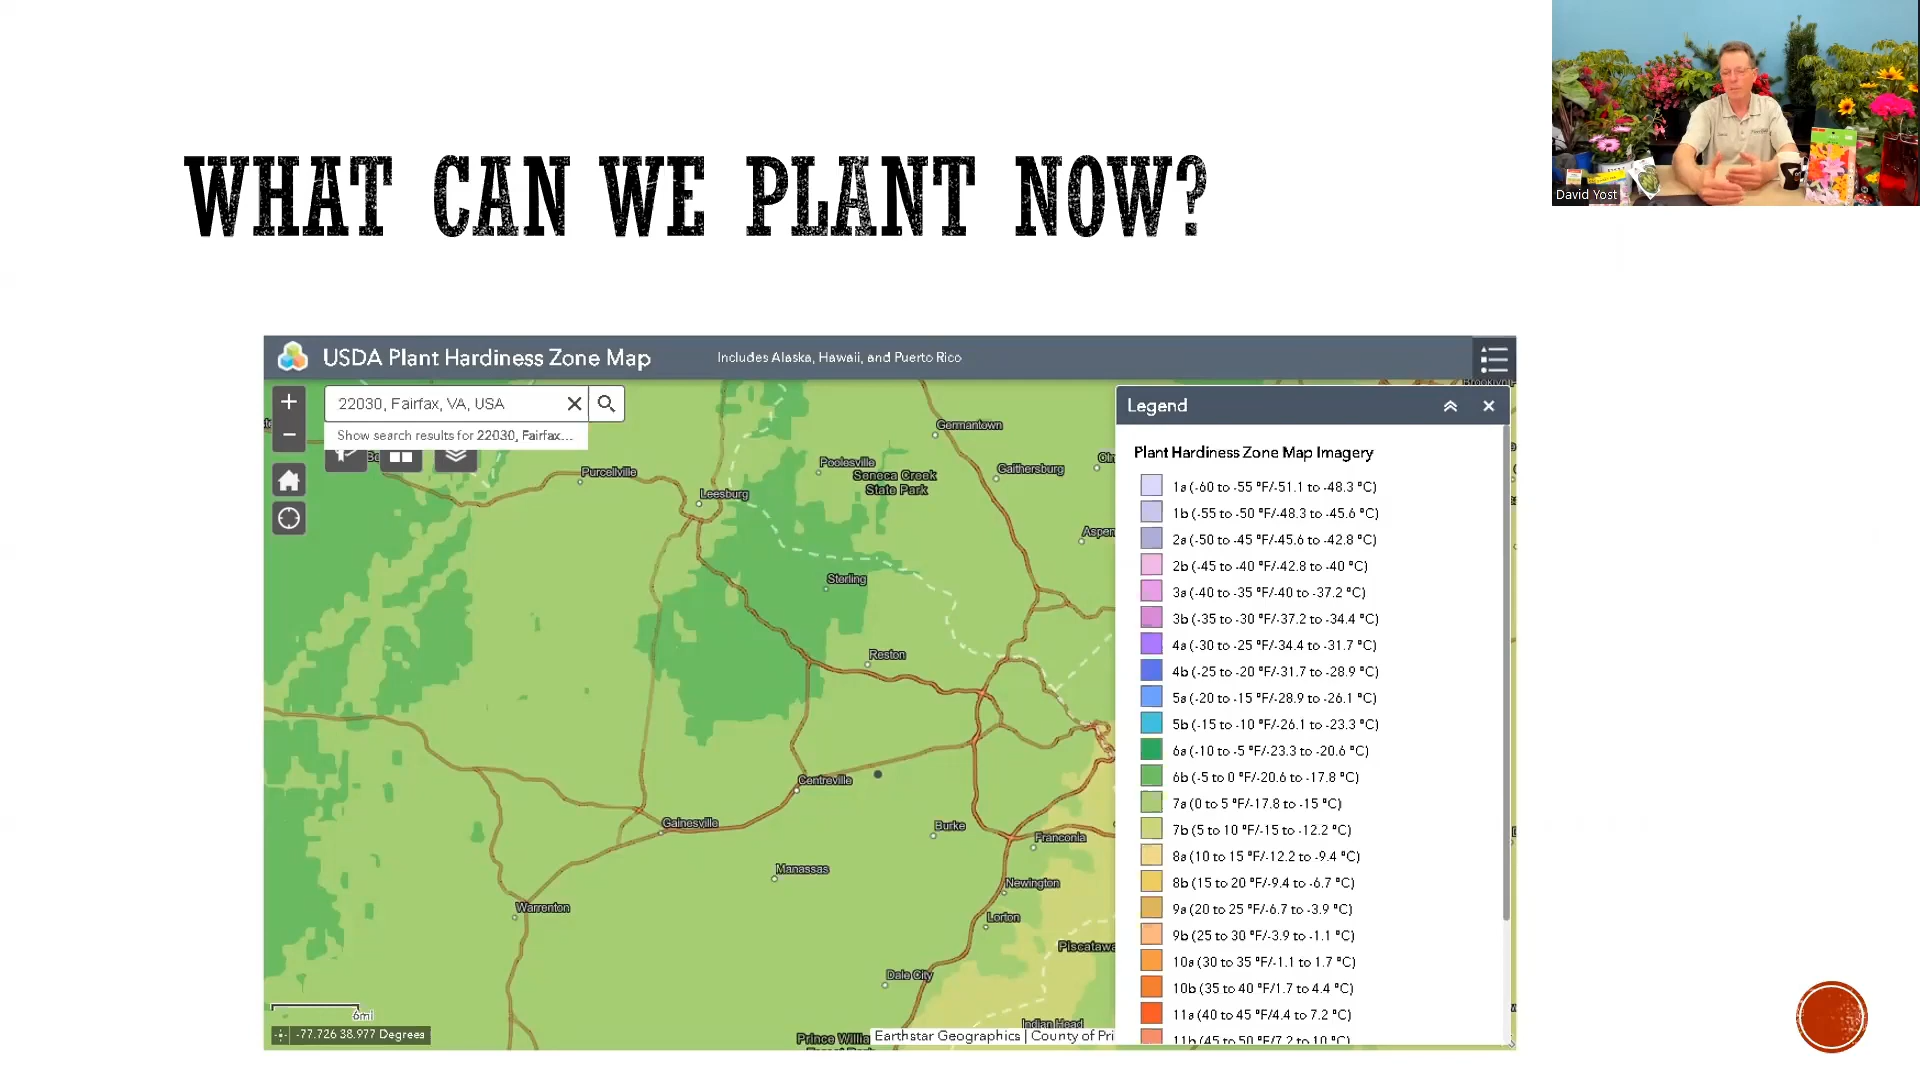 WHAT CAN WE PLANT NOW?
David Yost
USDA Plant Hardiness Zone Map
Includes Alaska, Hawaii, and Puerto Rico
22030, Fairfax, VA, USA
Show search results for 22030, Fairfax...
Legend
Plant Hardiness Zone Map Imagery
1a (-60 to -55 °F/-51.1 to -48.3 °C)
1b (-55 to -50 °F/-48.3 to -45.6 °C)
2a (-50 to -45 °F/-45.6 to -42.8 °C)
2b (-45 to -40 °F/-42.8 to -40 °C)
3a (-40 to -35 °F/-40 to -37.2 °C)
3b (-35 to -30 °F/-37.2 to -34.4 °C)
4a (-30 to -25 °F/-34.4 to -31.7 °C)
4b (-25 to -20 °F/-31.7 to -28.9 °C)
5a (-20 to -15 °F/-28.9 to -26.1 °C)
5b (-15 to -10 °F/-26.1 to -23.3 °C)
6a (-10 to -5 °F/-23.3 to -20.6 °C)
6b (-5 to 0 °F/-20.6 to -17.8 °C)
7a (0 to 5 °F/-17.8 to -15 °C)
7b (5 to 10 °F/-15 to -12.2 °C)
8a (10 to 15 °F/-12.2 to -9.4 °C)
8b (15 to 20 °F/-9.4 to -6.7 °C)
9a (20 to 25 °F/-6.7 to -3.9 °C)
9b (25 to 30 °F/-3.9 to -1.1 °C)
10a (30 to 35 °F/-1.1 to 1.7 °C)
10b (35 to 40 °F/1.7 to 4.4 °C)
11a (40 to 45 °F/4.4 to 7.2 °C)
11b (45 to 50 °F/7.2 to 10 °C)
Germantown
Poolesville
Gaithersburg
Seneca Creek
State Park
Purcellville
Leesburg
Aspen
Sterling
Reston
Centreville
Gainesville
Burke
Franconia
Manassas
Newington
Warrenton
Lorton
Piscataw
Dale City
Indian Head
Prince Willia
6mi
-77.726 38.977 Degrees
Earthstar Geographics | County of Pri